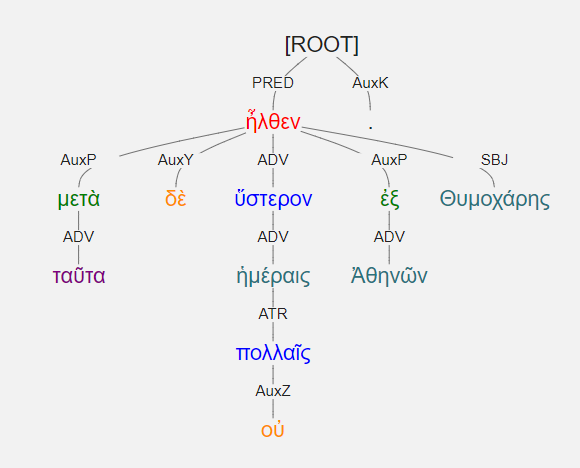 [ROOT]
PRED AuxK
ἦλθεν .
AuxP AuxY ADV AuxP SBJ
μετὰ δὲ ὕστερον ἐξ Θυμοχάρης
ADV ADV ADV
ταῦτα ἡμέραις Ἀθηνῶν
ATR
πολλαῖς
AuxZ
οὐ